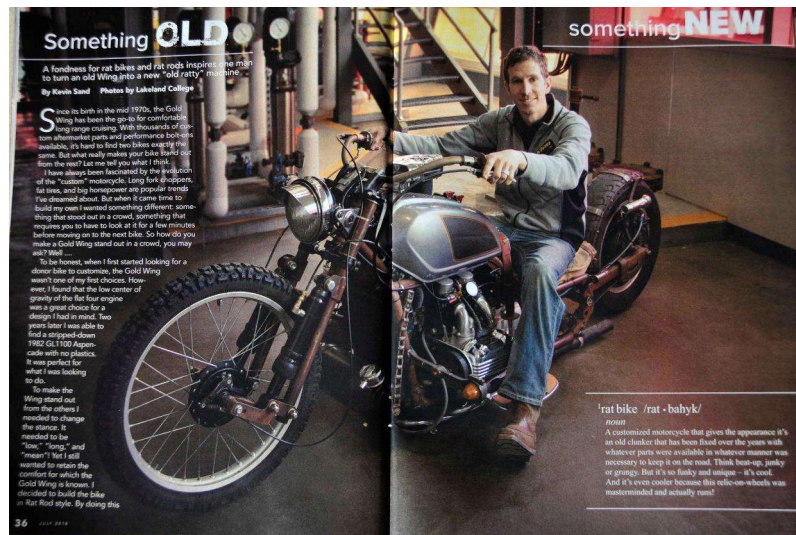 Something OLD
A fondness for rat bikes and rat rods inspires one man
to turn an old Wing into a new "old ratty" machine
By Kevin Sand Photos by Lakeland College
Since its birth in the mid 1970s, the Gold
Wing has been the go-to for comfortable
long range cruising. With thousands of cus-
tom aftermarket parts and performance bolt-ons
available, it's hard to find two bikes exactly the
same. But what really makes your bike stand out
from the rest? Let me tell you what I think.
I have always been fascinated by the evolution
of the "custom" motorcycle. Long fork choppers,
fat tires, and big horsepower are popular trends
I've dreamed about. But when it came time to
build my own I wanted something different: some-
thing that stood out in a crowd, something that
requires you to have to look at it for a few minutes
before moving on to the next bike. So how do you
make a Gold Wing stand out in a crowd, you may
ask? Well ....
To be honest, when I first started looking for a
donor bike to customize, the Gold Wing
wasn't one of my first choices. How-
ever, I found that the low center of
gravity of the flat four engine
was a great choice for a
design I had in mind. Two
years later I was able to
find a stripped-down
1982 GL1100 Aspen-
cade with no plastics.
It was perfect for
what I was looking
to do.
To make the
Wing stand out
from the others I
needed to change
the stance. It
needed to be
"low," "long," and
"mean"! Yet I still
wanted to retain the
comfort for which the
Gold Wing is known. I
decided to build the bike
in Rat Rod style. By doing this
36 JULY 2018
something NEW
¹rat bike /rat • bahyk/
noun
A customized motorcycle that gives the appearance it's
an old clunker that has been fixed over the years with
whatever parts were available in whatever manner was
necessary to keep it on the road. Think beat-up, junky
or grungy. But it's so funky and unique – it's cool.
And it's even cooler because this relic-on-wheels was
masterminded and actually runs!